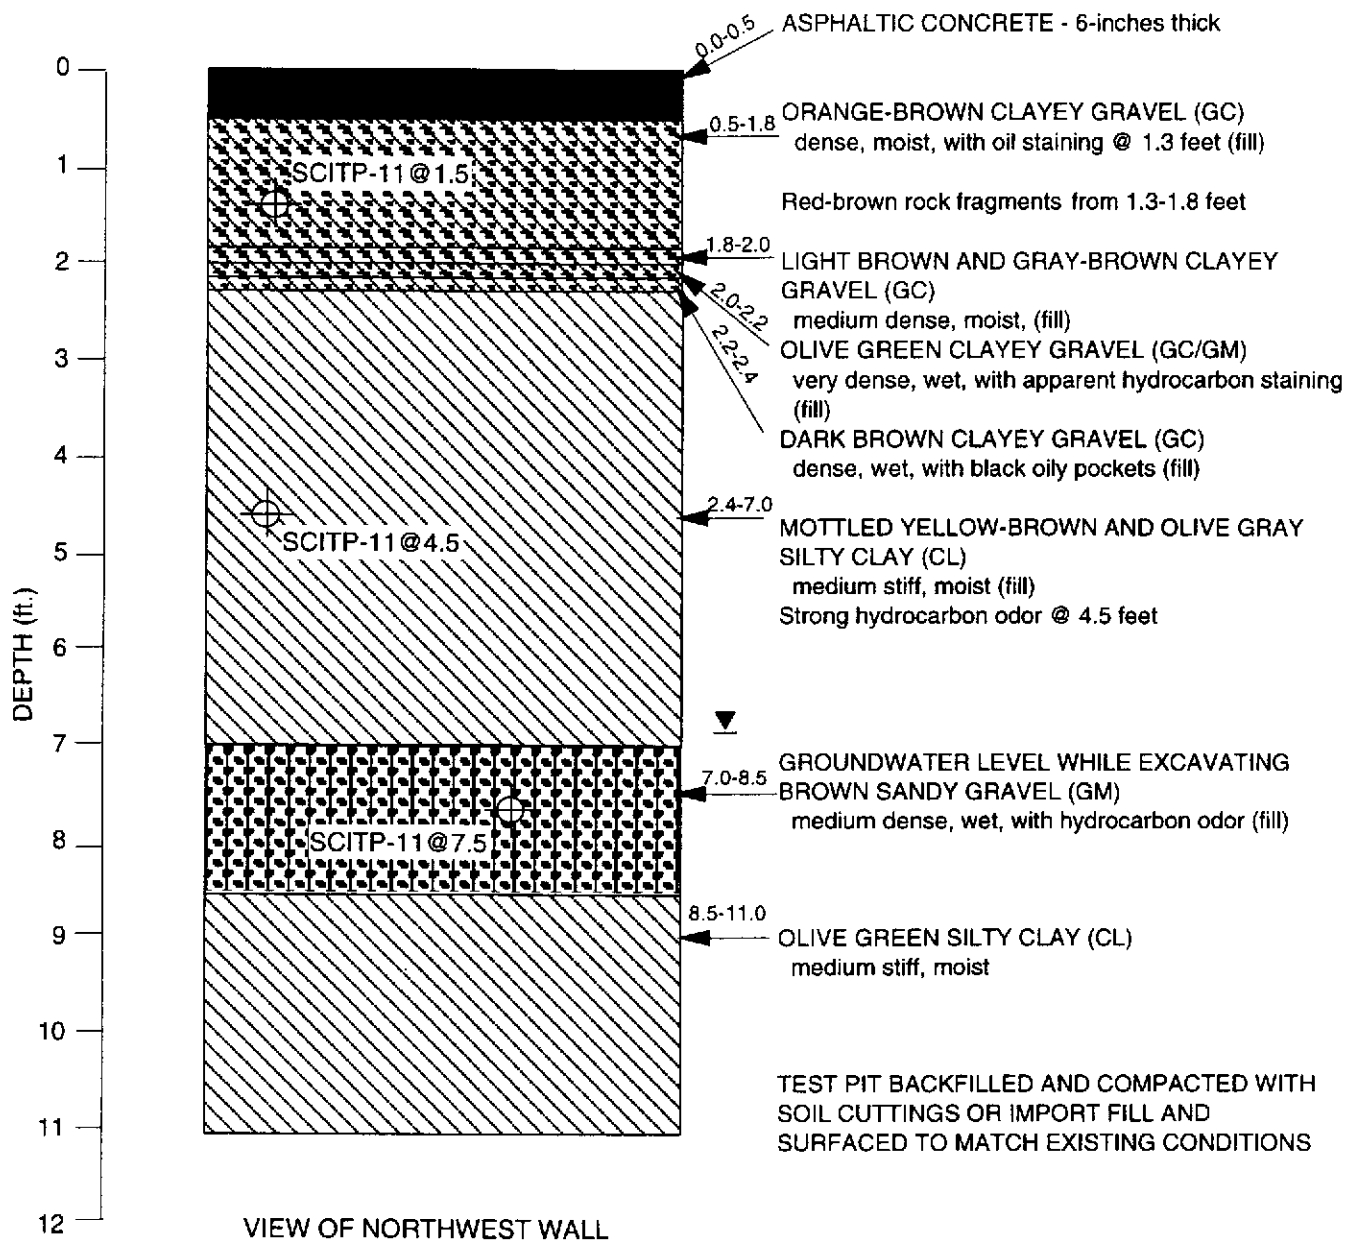 0.0-0.5
ASPHALTIC CONCRETE - 6-inches thick
0
ORANGE-BROWN CLAYEY GRAVEL (GC)
0.5-1.8
dense, moist, with oil staining @ 1.3 feet (fill)
1
SCITP-11@1.5
Red-brown rock fragments from 1.3-1.8 feet
1.8-2.0
2
LIGHT BROWN AND GRAY-BROWN CLAYEY
GRAVEL (GC)
medium dense, moist, (fill)
2.0-2.2
OLIVE GREEN CLAYEY GRAVEL (GC/GM)
very dense, wet, with apparent hydrocarbon staining
(fill)
2.2-2.4
3
DARK BROWN CLAYEY GRAVEL (GC)
dense, wet, with black oily pockets (fill)
4
2.4-7.0
MOTTLED YELLOW-BROWN AND OLIVE GRAY
SILTY CLAY (CL)
medium stiff, moist (fill)
Strong hydrocarbon odor @ 4.5 feet
SCITP-11@4.5
5
DEPTH (ft.)
6
7
GROUNDWATER LEVEL WHILE EXCAVATING
7.0-8.5
BROWN SANDY GRAVEL (GM)
medium dense, wet, with hydrocarbon odor (fill)
SCITP-11@7.5
8
8.5-11.0
9
OLIVE GREEN SILTY CLAY (CL)
medium stiff, moist
10
TEST PIT BACKFILLED AND COMPACTED WITH
SOIL CUTTINGS OR IMPORT FILL AND
SURFACED TO MATCH EXISTING CONDITIONS
11
12
VIEW OF NORTHWEST WALL